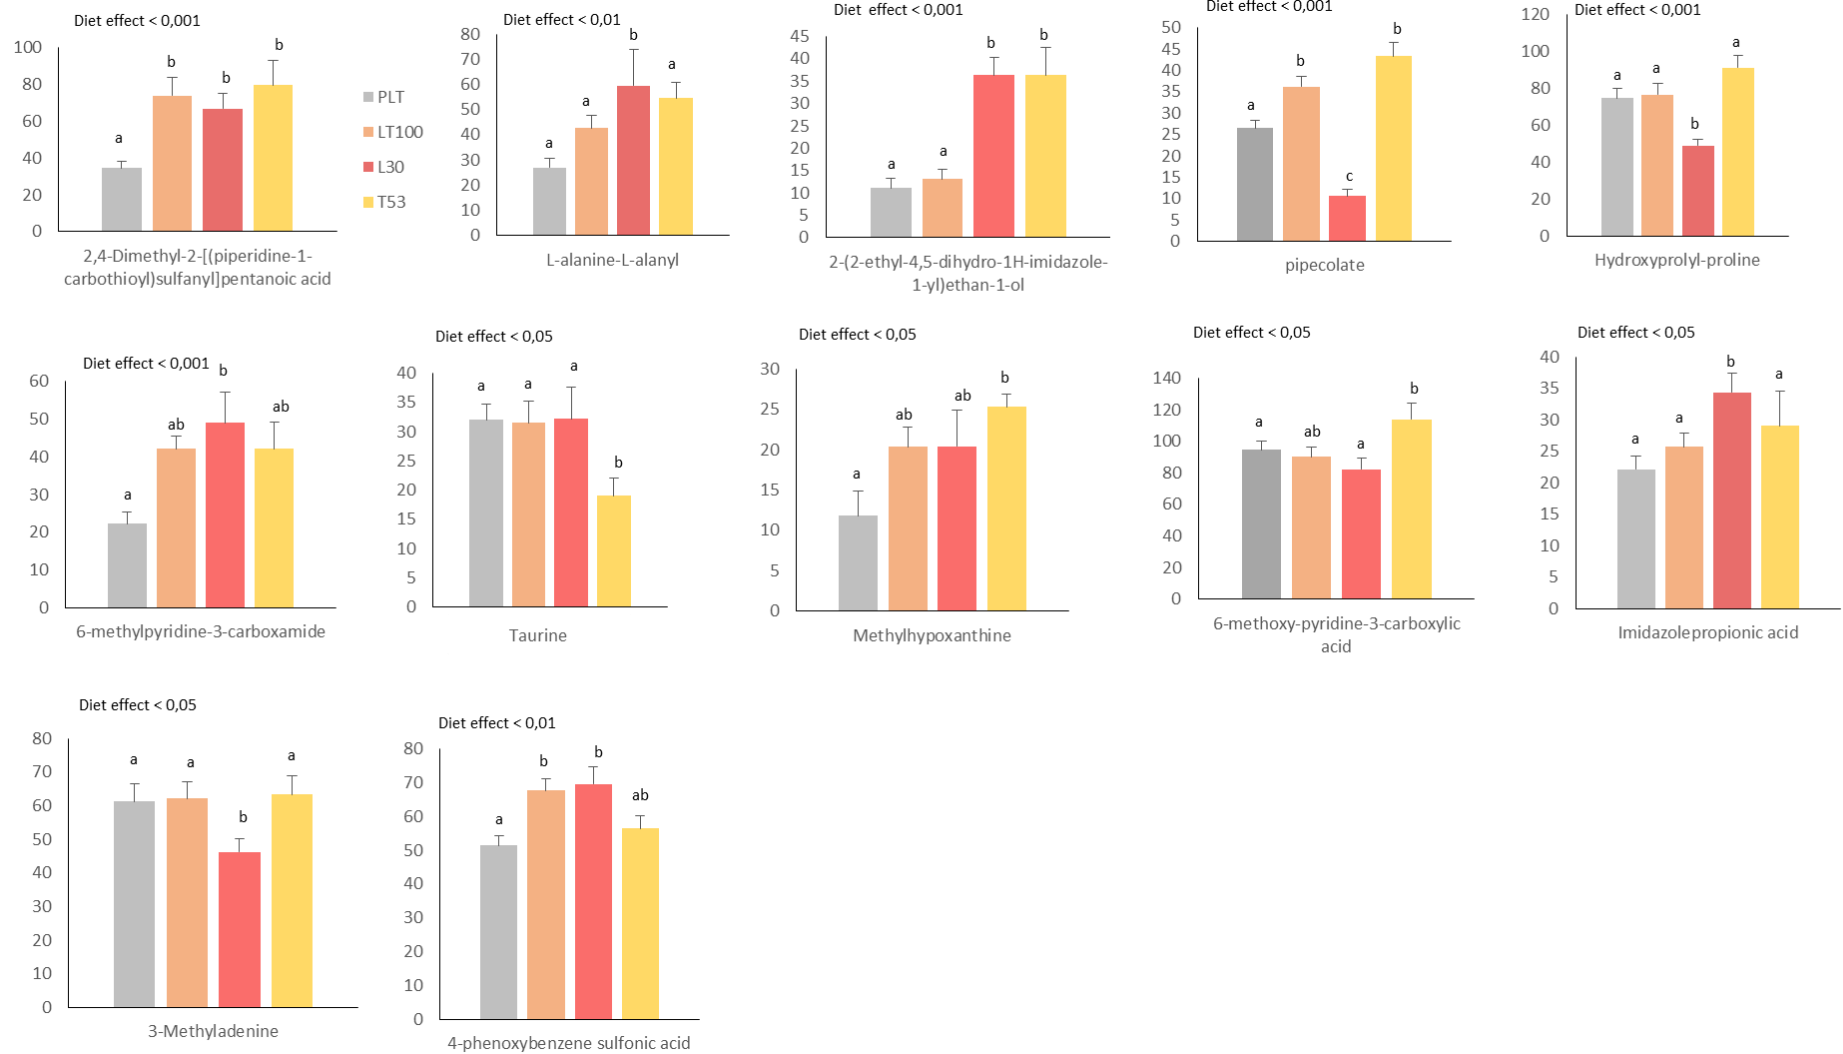 Diet effect < 0,001
100
80
60
40
20
0
a
b
b
b
2,4-Dimethyl-2-[(piperidine-1-
carbothioyl)sulfanyl]pentanoic acid
PLT
LT100
L30
T53
Diet effect < 0,01
80
70
60
50
40
30
20
10
0
a
a
b
a
L-alanine-L-alanyl
Diet effect < 0,001
45
40
35
30
25
20
15
10
5
0
a
a
b
b
2-(2-ethyl-4,5-dihydro-1H-imidazole-
1-yl)ethan-1-ol
Diet effect < 0,001
50
45
40
35
30
25
20
15
10
5
0
a
b
c
b
pipecolate
Diet effect < 0,001
120
100
80
60
40
20
0
a
a
b
a
Hydroxyprolyl-proline
Diet effect < 0,001
60
50
40
30
20
10
0
a
ab
b
ab
6-methylpyridine-3-carboxamide
Diet effect < 0,05
40
35
30
25
20
15
10
5
0
a
a
a
b
Taurine
Diet effect < 0,05
30
25
20
15
10
5
0
a
ab
ab
b
Methylhypoxanthine
Diet effect < 0,05
140
120
100
80
60
40
20
0
a
ab
a
b
6-methoxy-pyridine-3-carboxylic
acid
Diet effect < 0,05
40
35
30
25
20
15
10
5
0
a
a
b
a
Imidazolepropionic acid
Diet effect < 0,05
80
70
60
50
40
30
20
10
0
a
a
b
a
3-Methyladenine
Diet effect < 0,01
80
70
60
50
40
30
20
10
0
a
b
b
ab
4-phenoxybenzene sulfonic acid